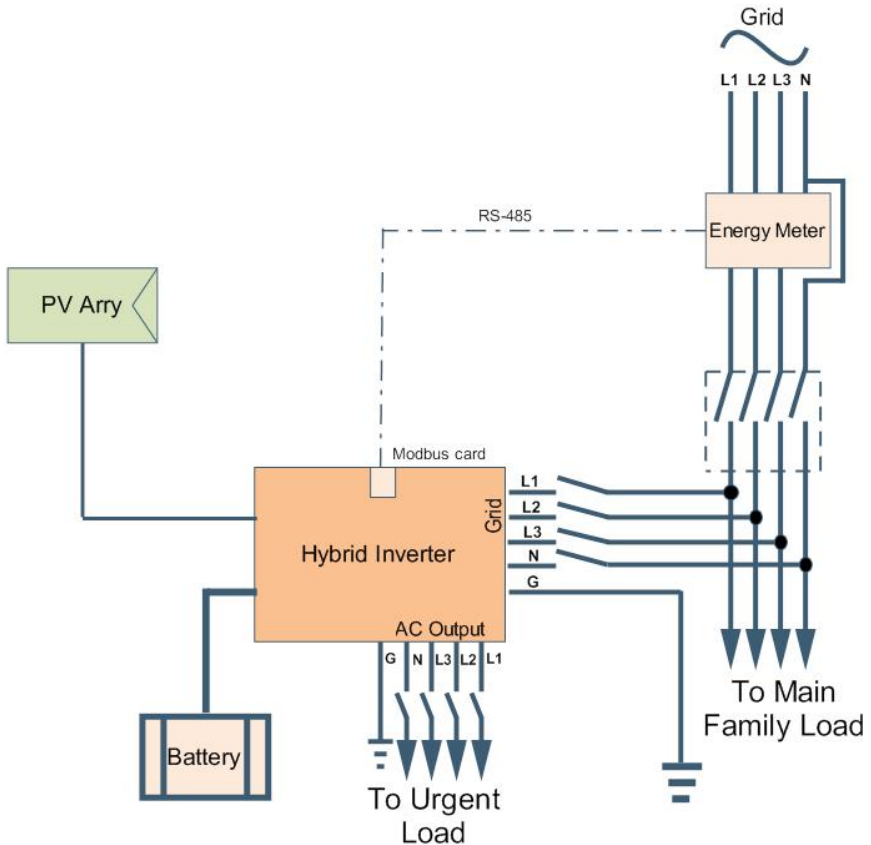 Grid
L1 L2 L3 N
Energy Meter
RS-485
PV Arry
Modbus card
Hybrid Inverter
Grid
L1
L2
L3
N
G
AC Output
G N L3 L2 L1
Battery
To Urgent
Load
To Main
Family Load